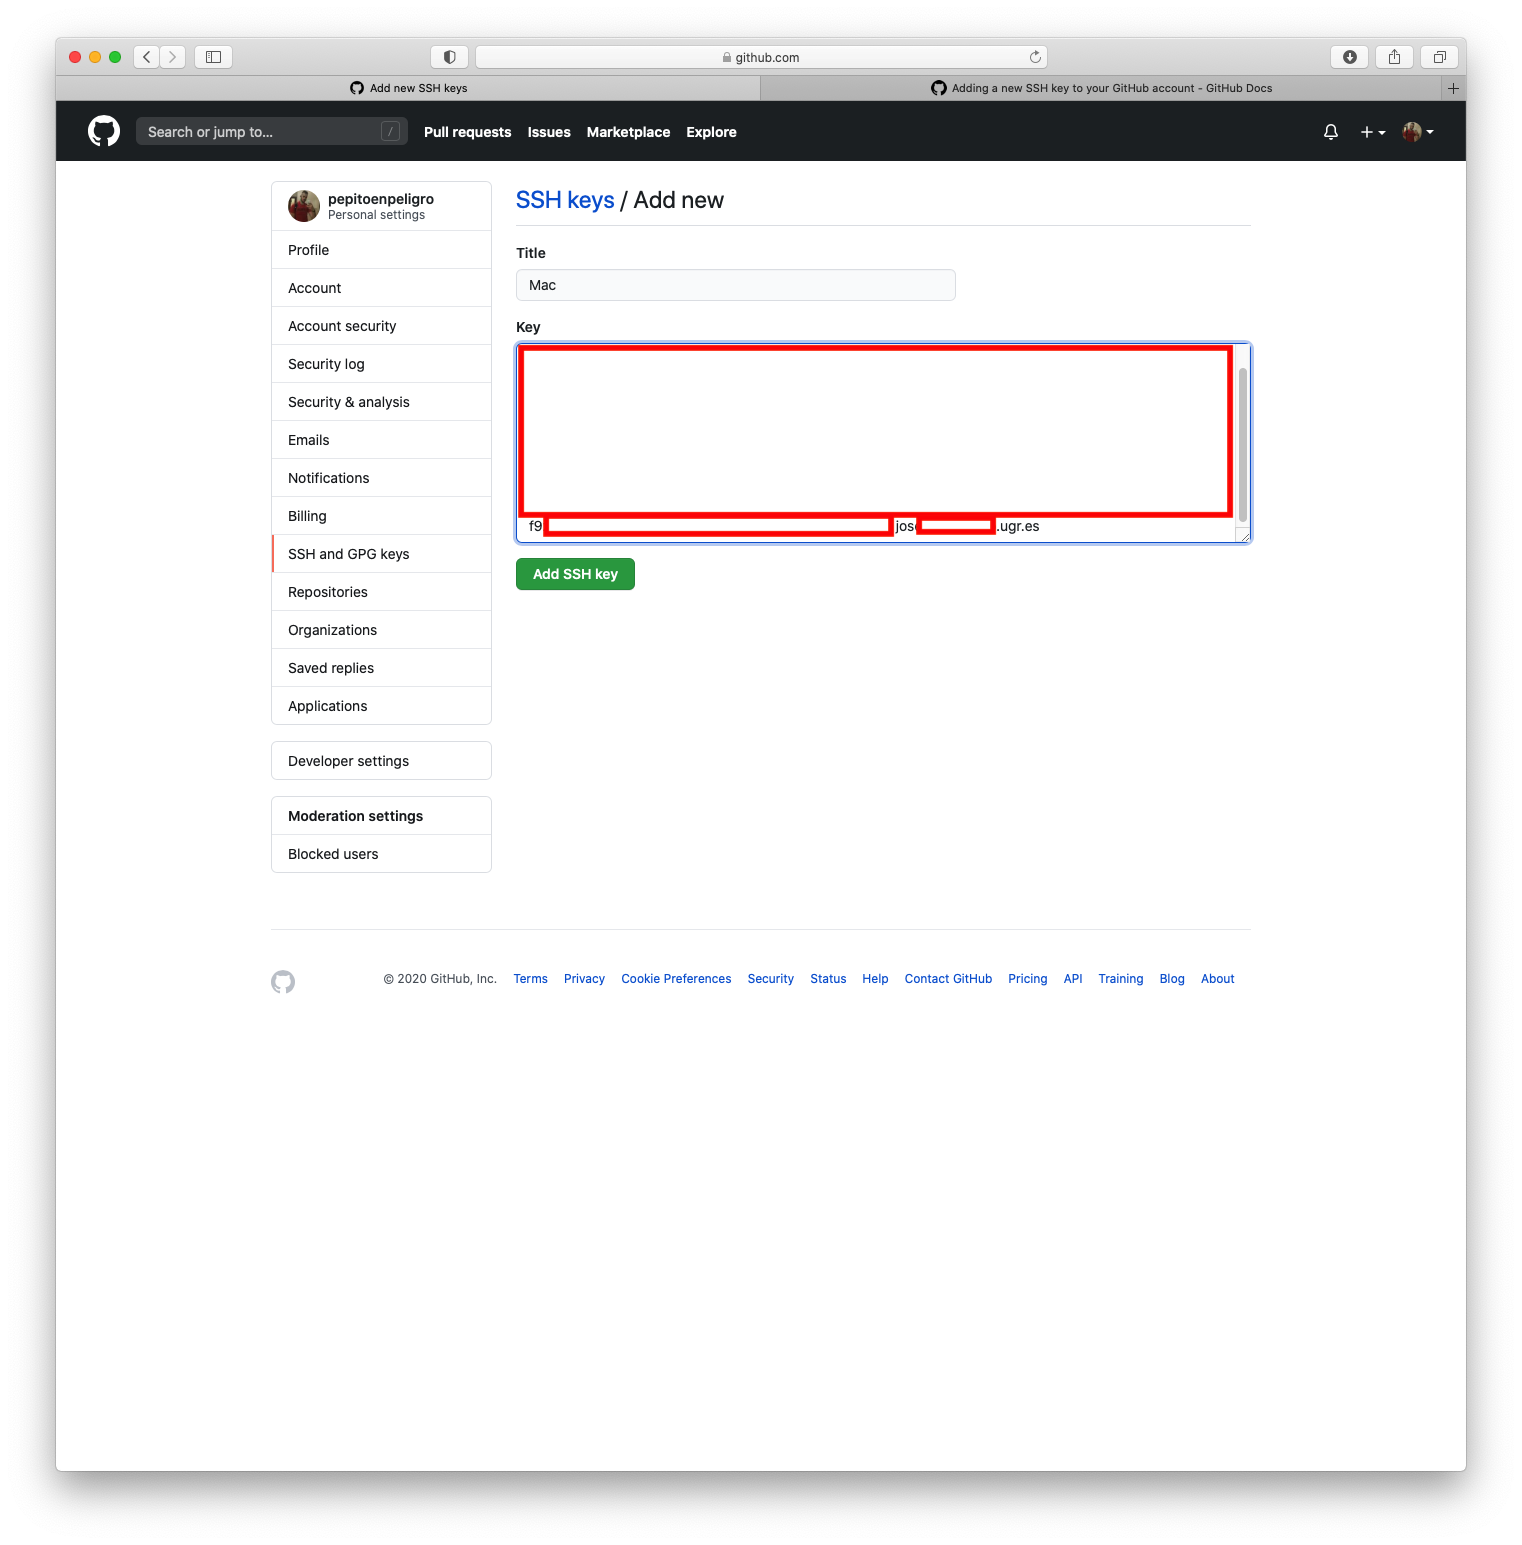 github.com
Add new SSH keys
Adding a new SSH key to your GitHub account - GitHub Docs
Search or jump to...
/
Pull requests
Issues
Marketplace
Explore
pepitoenpeligro
Personal settings
Profile
Account
Account security
Security log
Security & analysis
Emails
Notifications
Billing
SSH and GPG keys
Repositories
Organizations
Saved replies
Applications
Developer settings
Moderation settings
Blocked users
SSH keys / Add new
Title
Mac
Key
f9 .ugr.es
Add SSH key
© 2020 GitHub, Inc. Terms Privacy Cookie Preferences Security Status Help Contact GitHub Pricing API Training Blog About